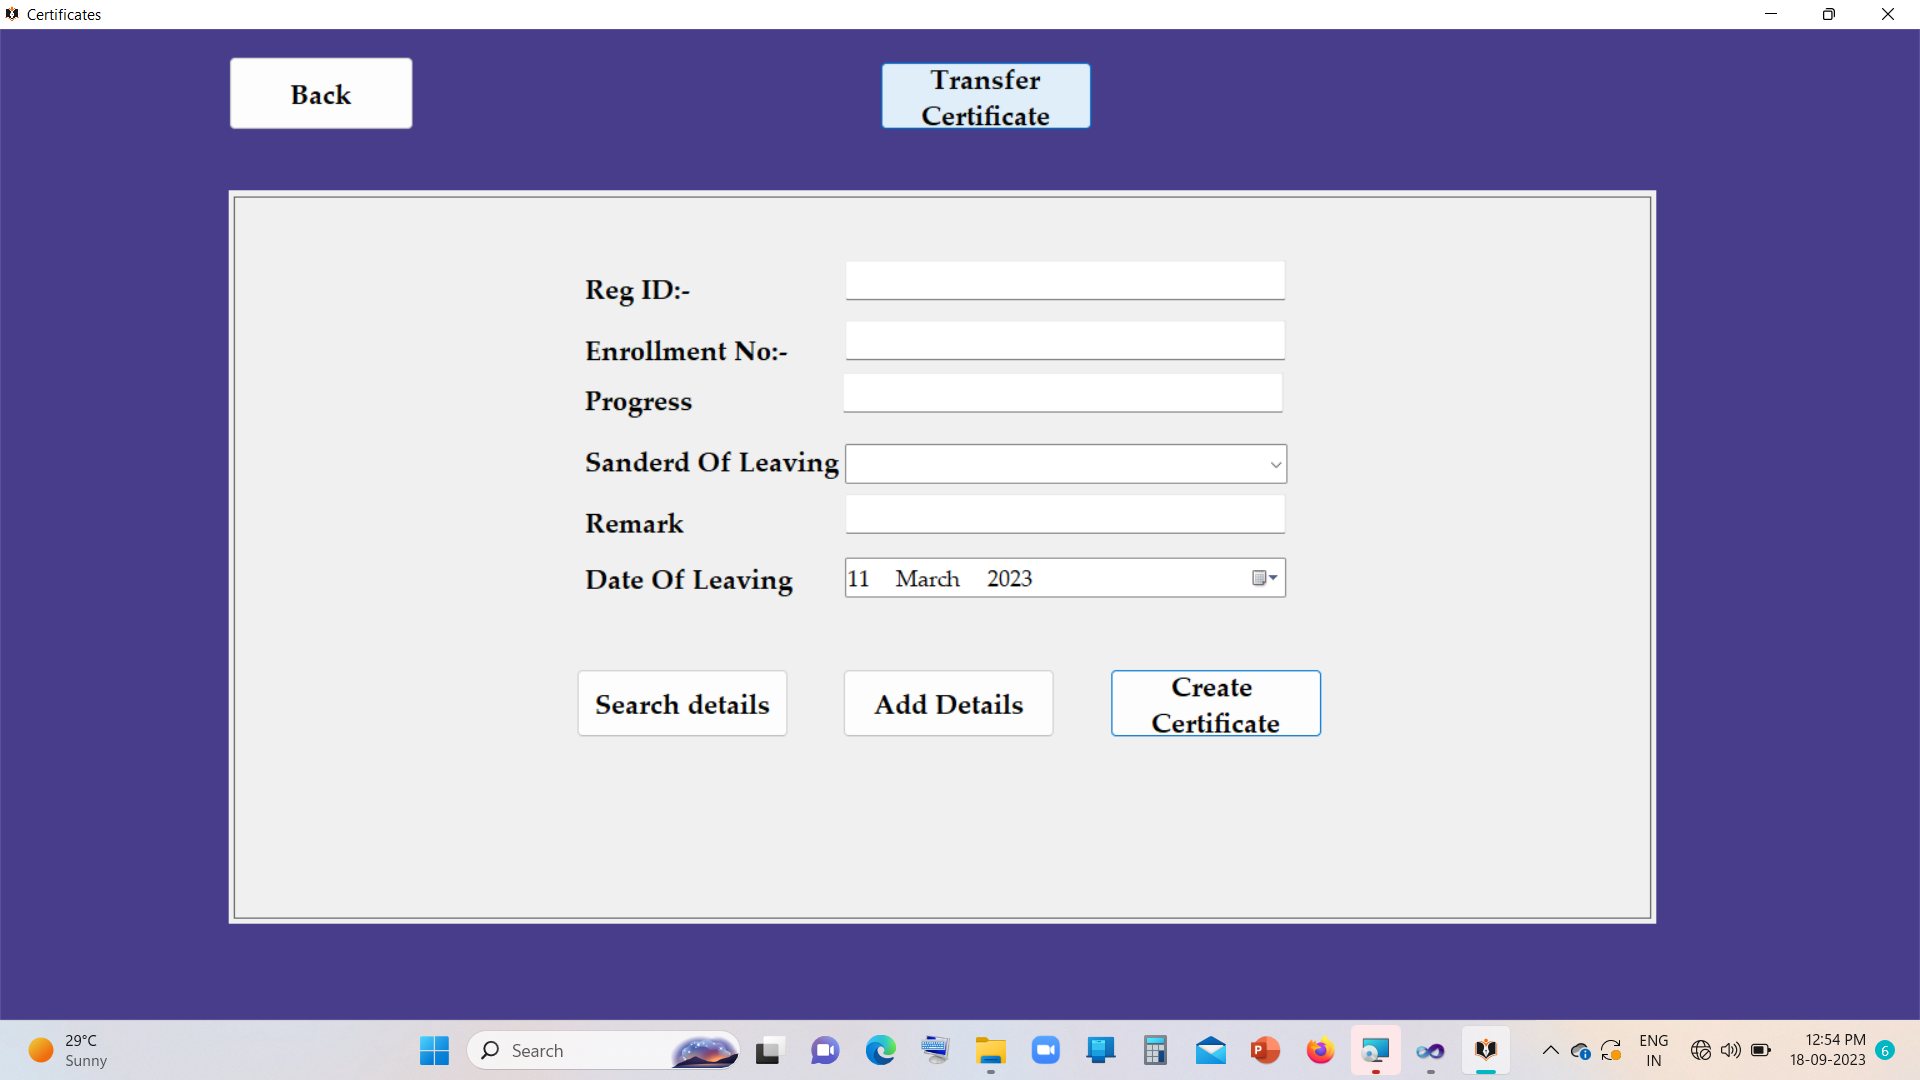 Certificates
Back
Transfer
Certificate
Reg ID:-
Enrollment No:-
Progress
Sanderd Of Leaving
Remark
Date Of Leaving
11 March 2023
Search details
Add Details
Create
Certificate
29°C
Sunny
Search
ENG
IN
12:54 PM
18-09-2023
6